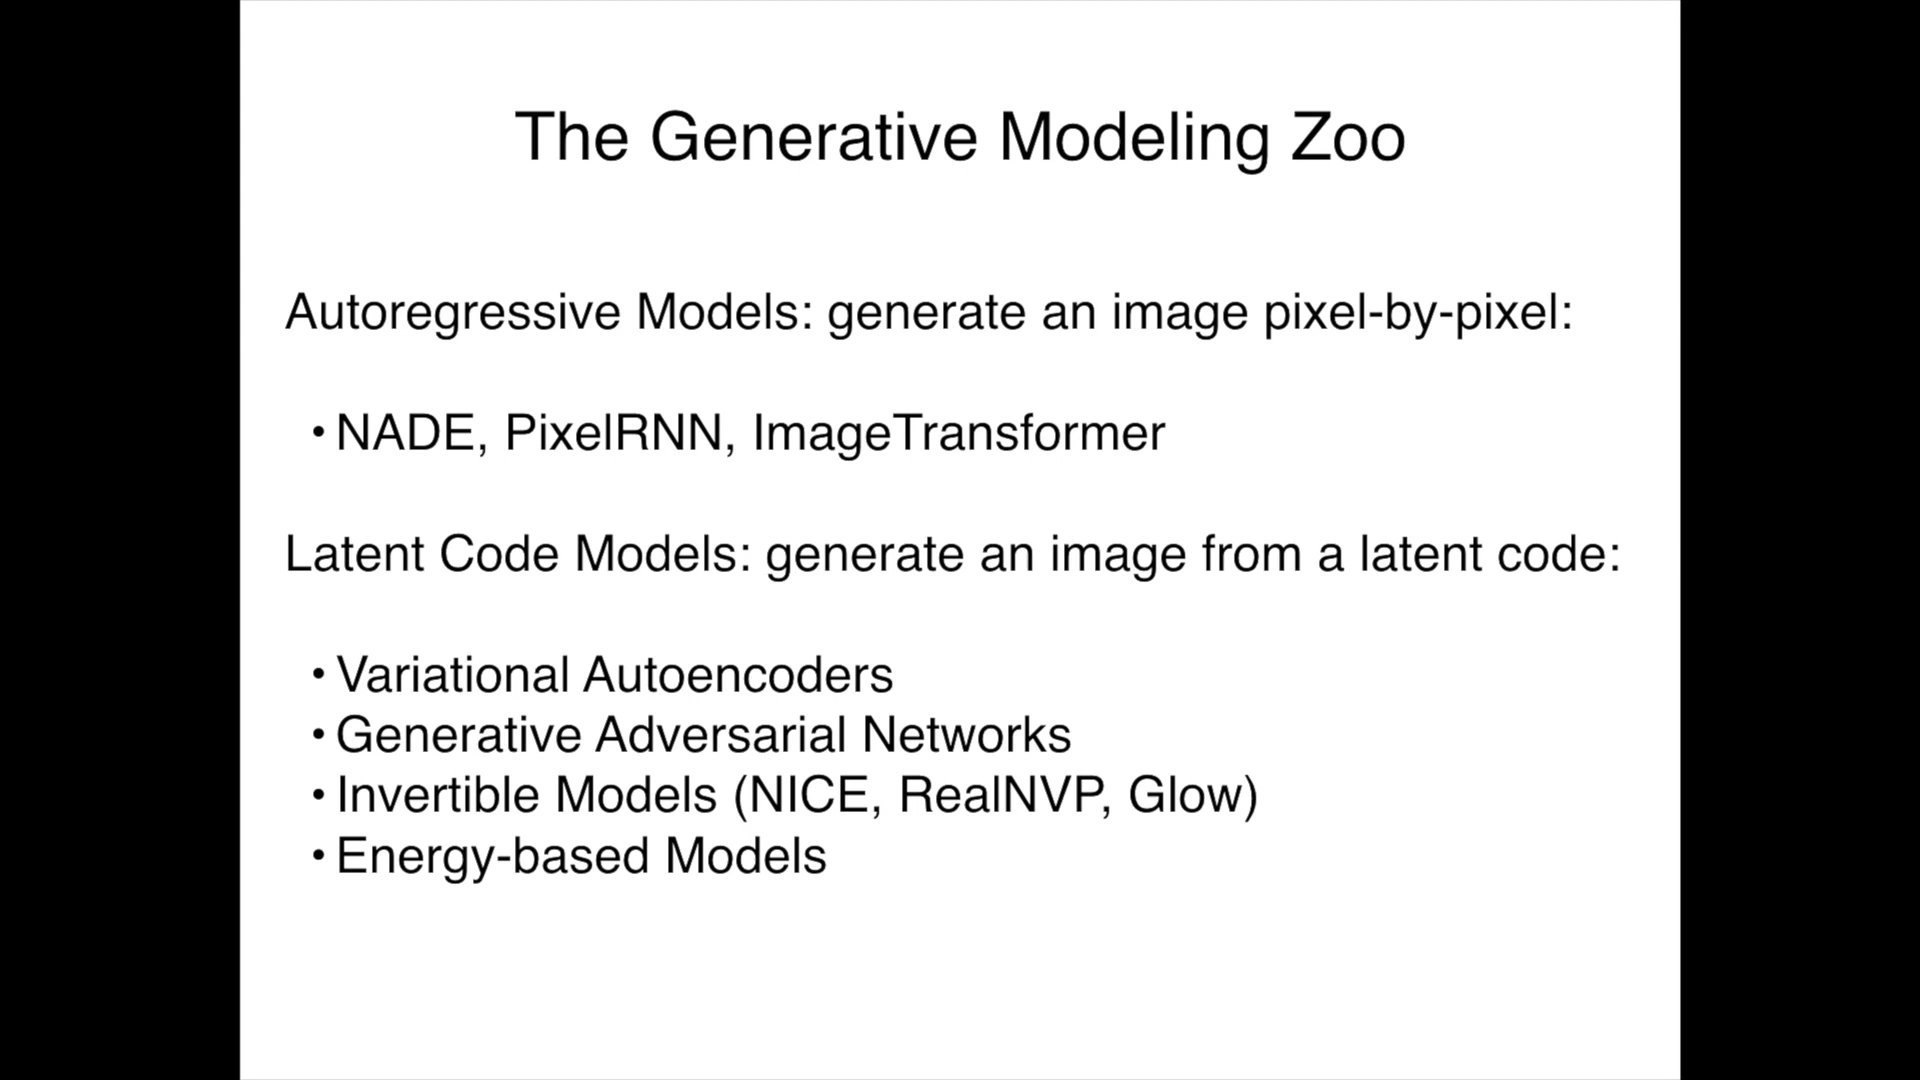 The Generative Modeling Zoo
Autoregressive Models: generate an image pixel-by-pixel:
• NADE, PixelRNN, ImageTransformer
Latent Code Models: generate an image from a latent code:
• Variational Autoencoders
• Generative Adversarial Networks
• Invertible Models (NICE, RealNVP, Glow)
• Energy-based Models